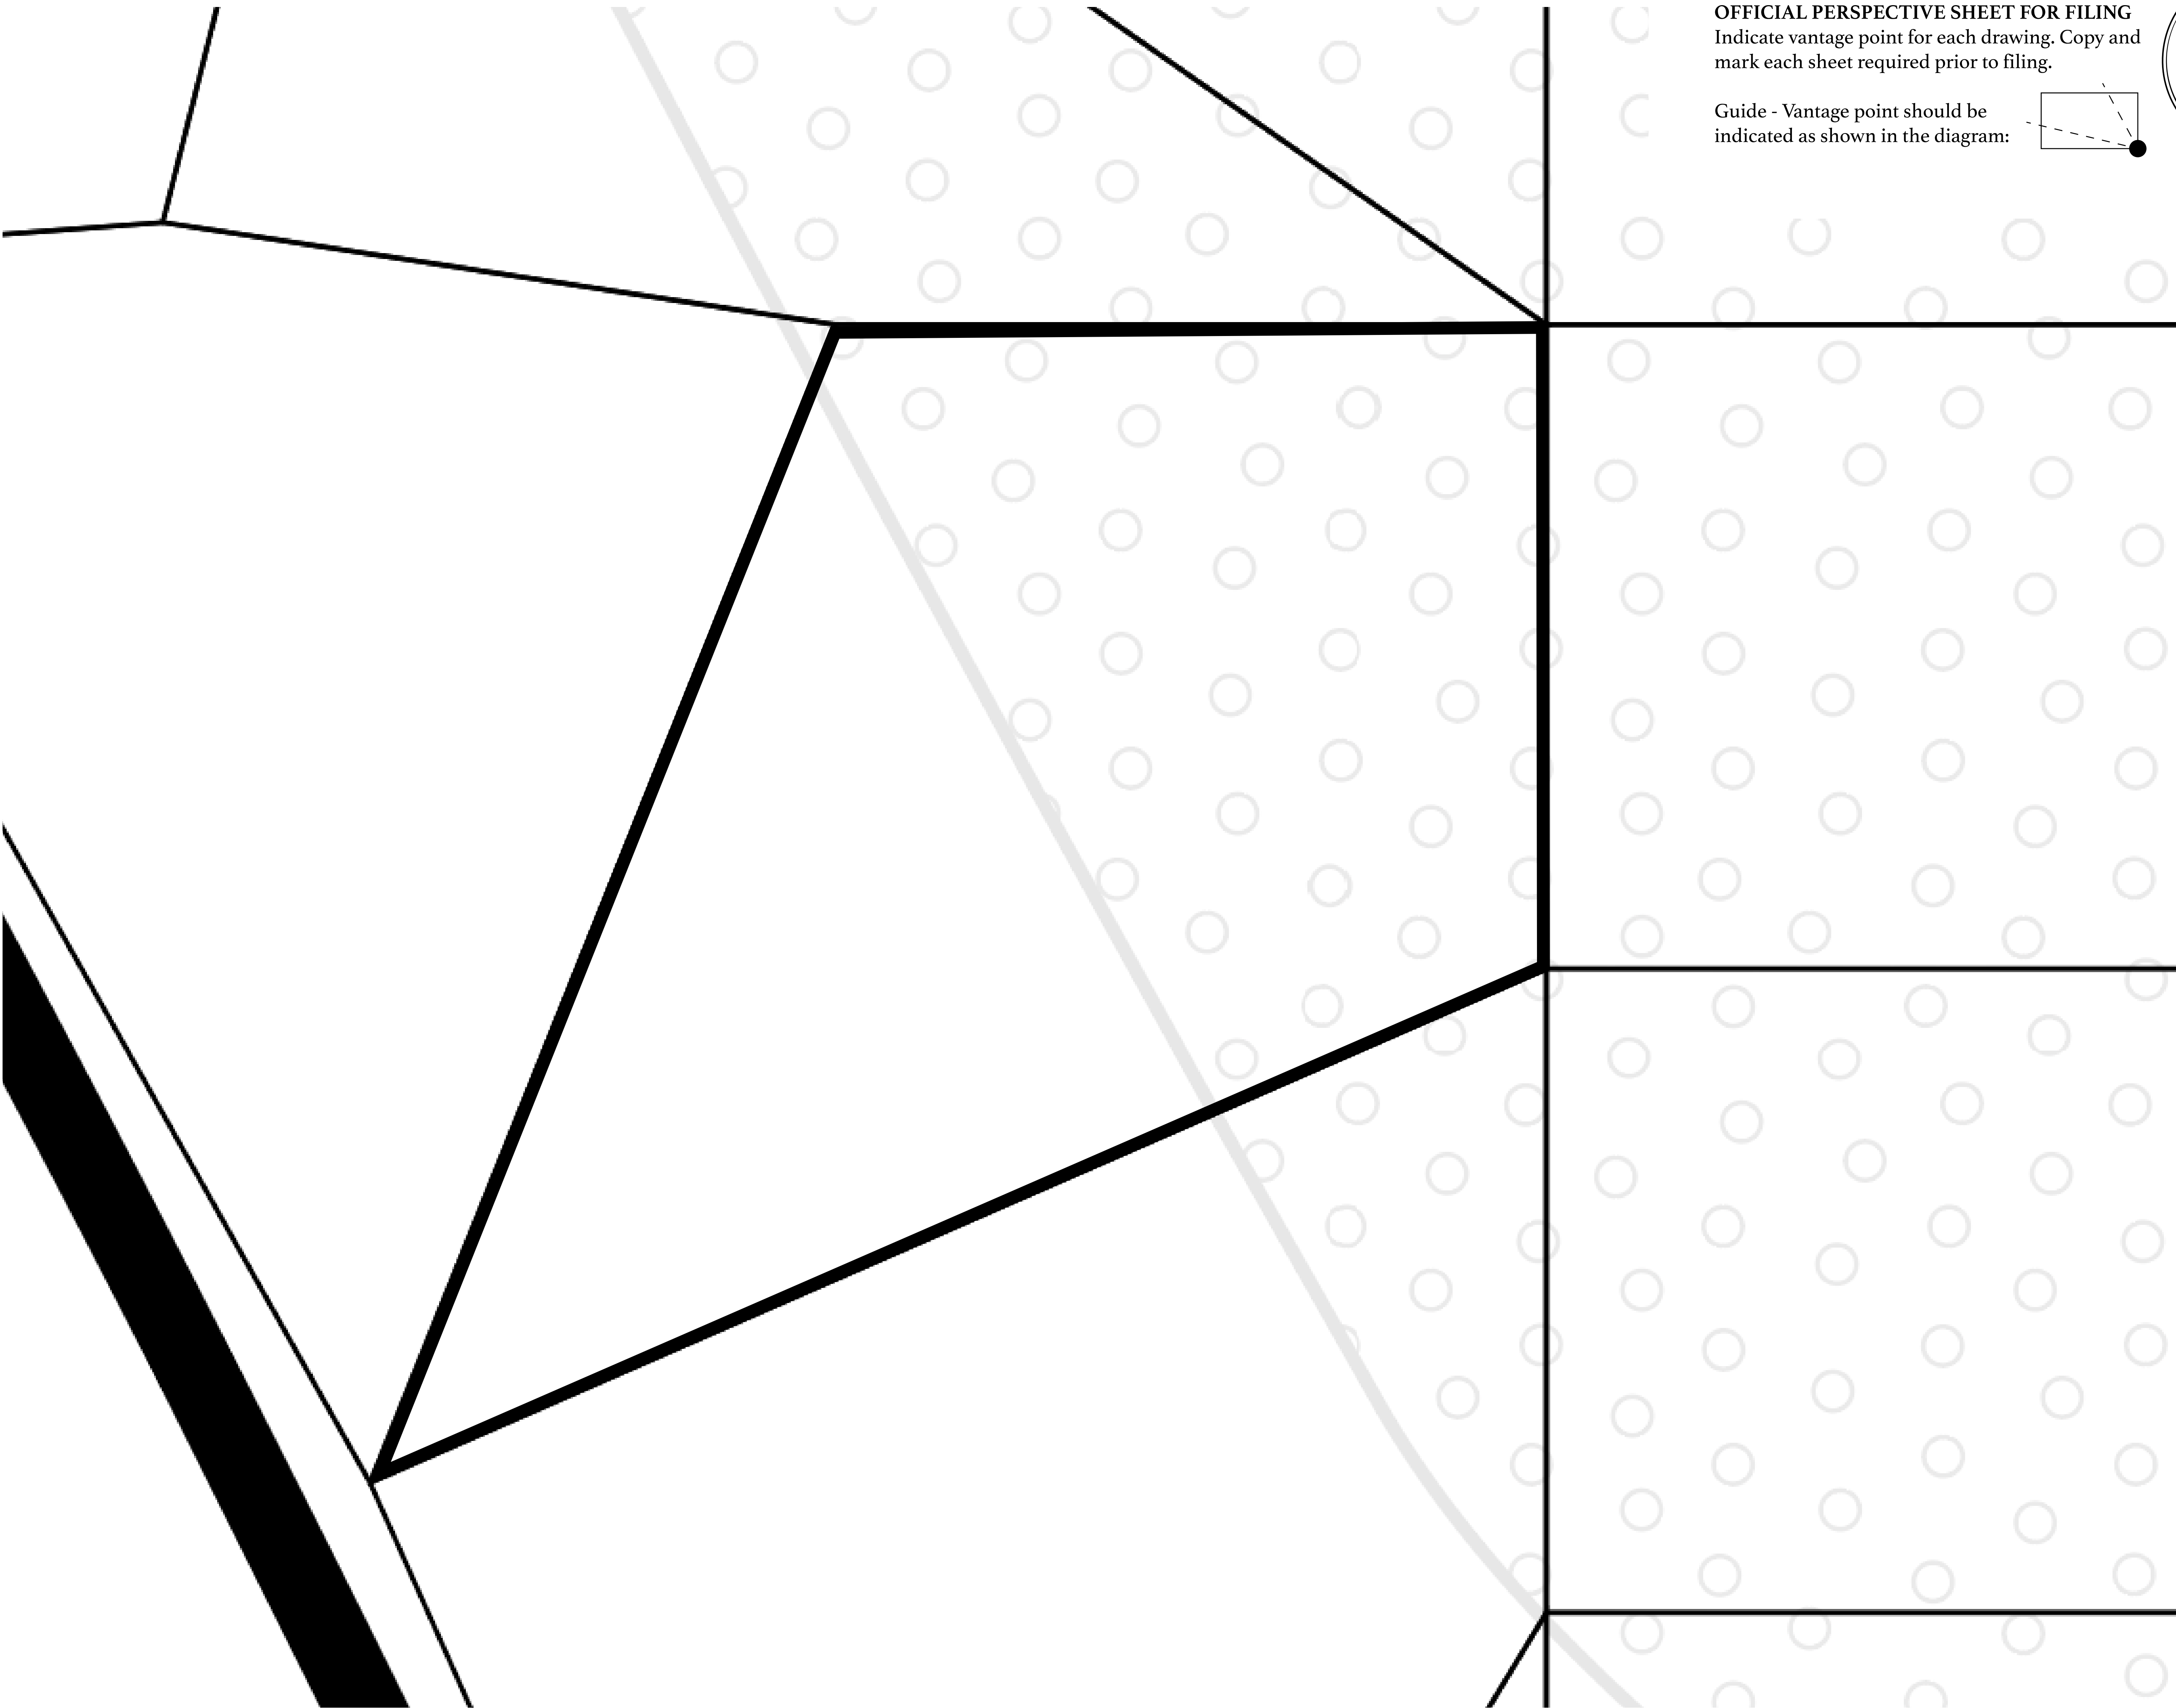 OFFICIAL PERSPECTIVE SHEET FOR FILING
Indicate vantage point for each drawing. Copy and
mark each sheet required prior to filing.
Guide - Vantage point should be
indicated as shown in the diagram: